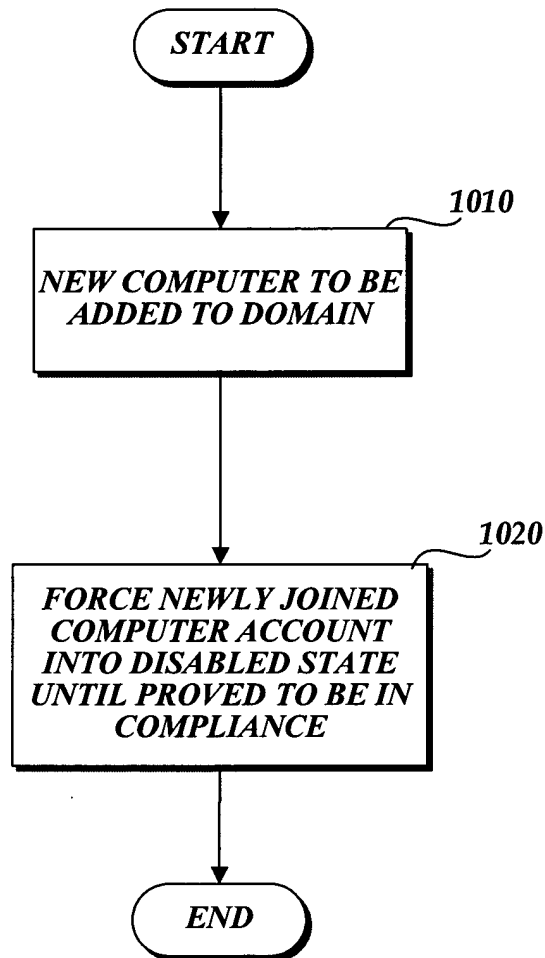 START
1010
NEW COMPUTER TO BE
ADDED TO DOMAIN
1020
FORCE NEWLY JOINED
COMPUTER ACCOUNT
INTO DISABLED STATE
UNTIL PROVED TO BE IN
COMPLIANCE
END